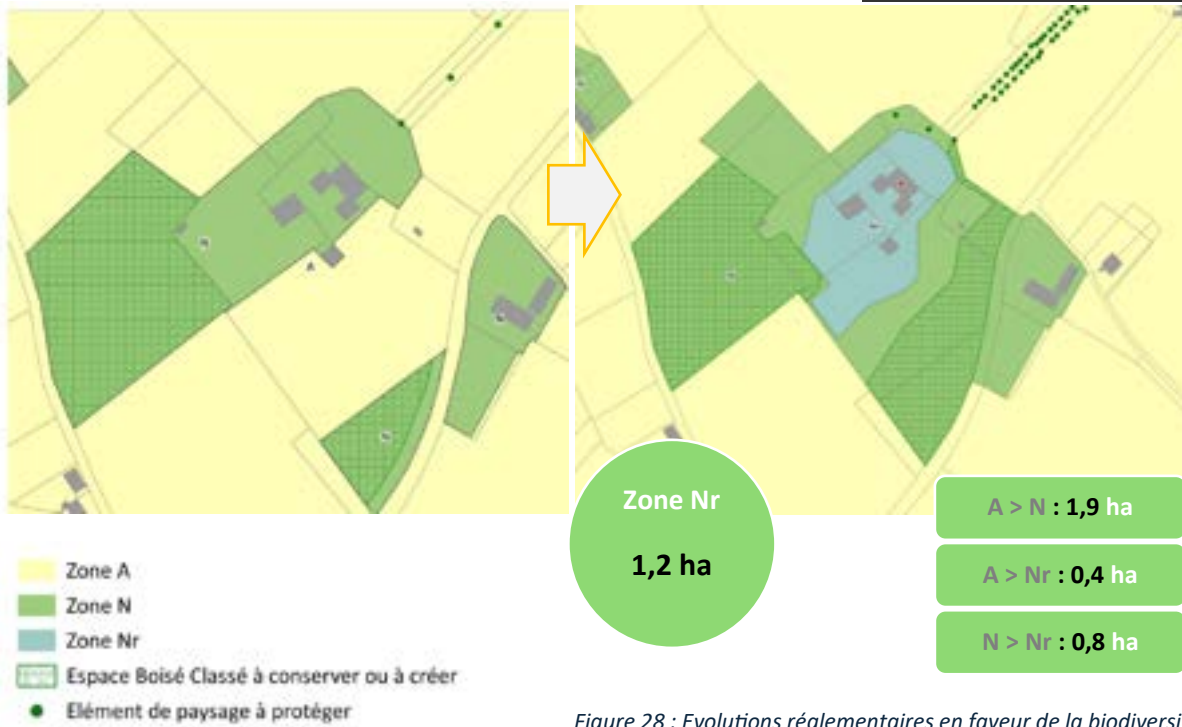 Zone Nr
1,2 ha
A > N : 1,9 ha
A > Nr : 0,4 ha
N > Nr : 0,8 ha
Zone A
Zone N
Zone Nr
Espace Boisé Classé à conserver ou à créer
Elément de paysage à protéger
Figure 28 : Evolutions réglementaires en faveur de la biodiversi